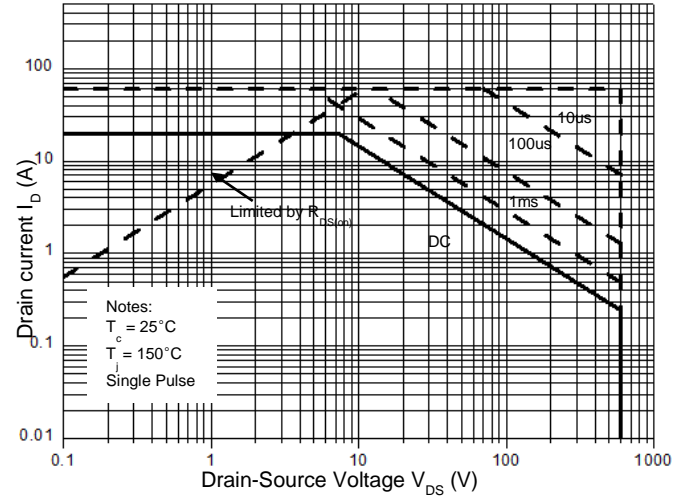 100
10
1
0.1
0.01
Drain current I_D (A)
10us
100us
1ms
DC
Limited by R_DS(on)
Notes:
T_c = 25°C
T_j = 150°C
Single Pulse
0.1 1 10 100 1000
Drain-Source Voltage V_DS (V)